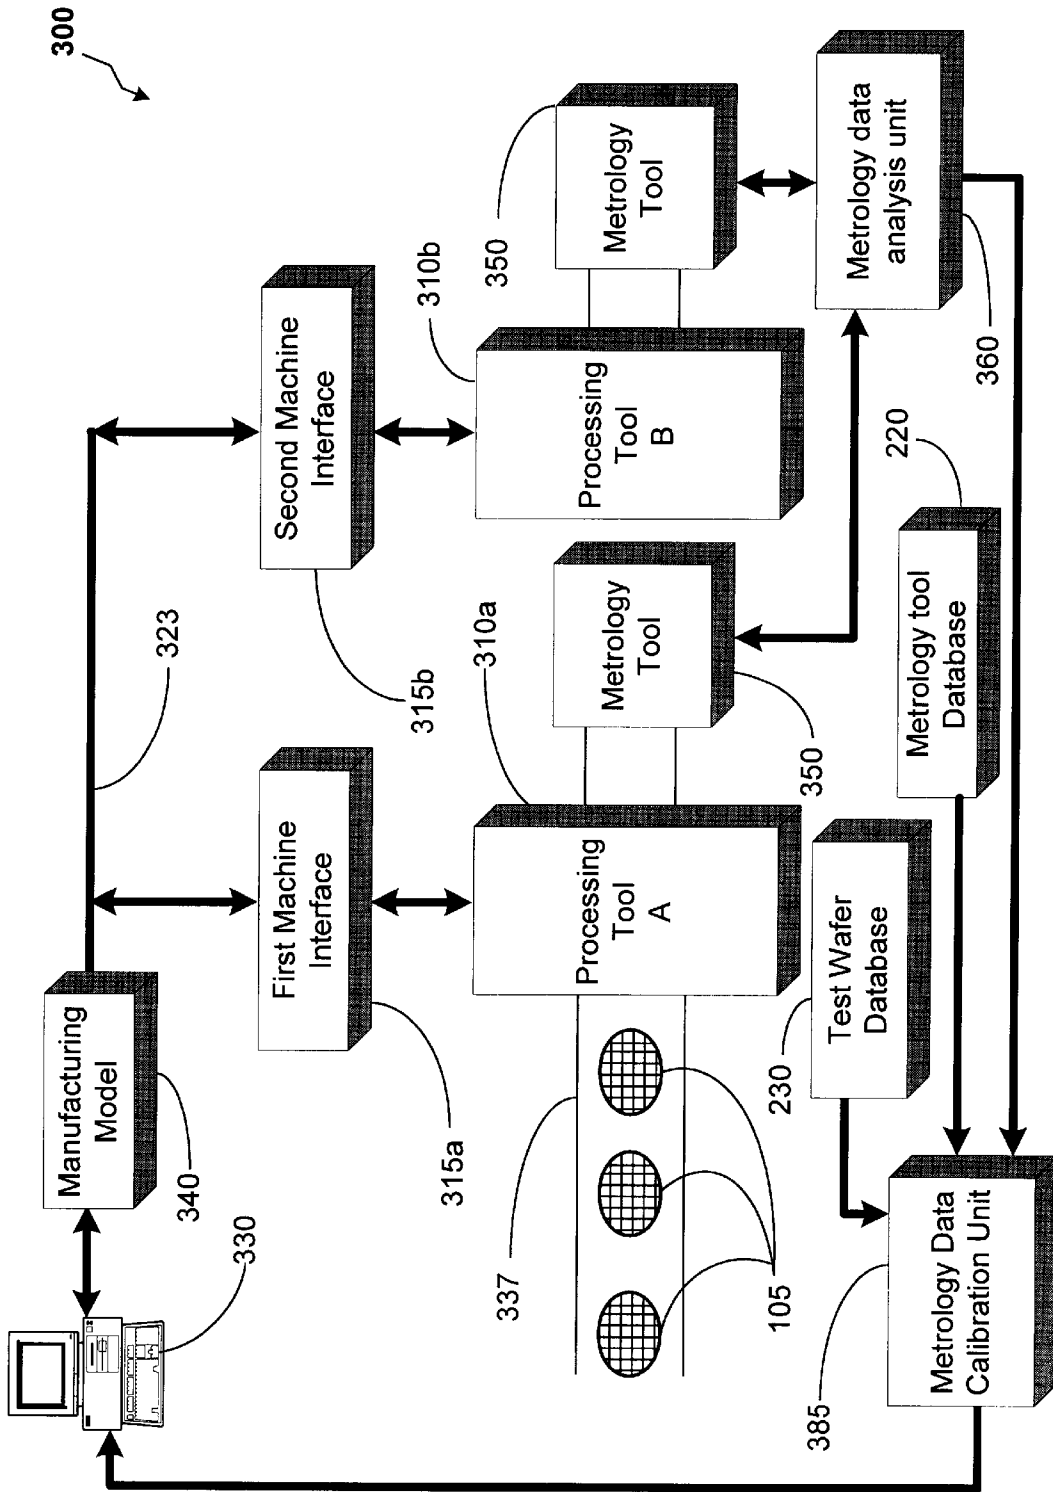 300
330
Manufacturing
Model
340
323
First Machine
Interface
315a
Second Machine
Interface
315b
337
105
Processing
Tool
A
310a
Metrology
Tool
350
Processing
Tool
B
310b
Metrology
Tool
350
Metrology data
analysis unit
360
Metrology tool
Database
220
Test Wafer
Database
230
Metrology Data
Calibration Unit
385